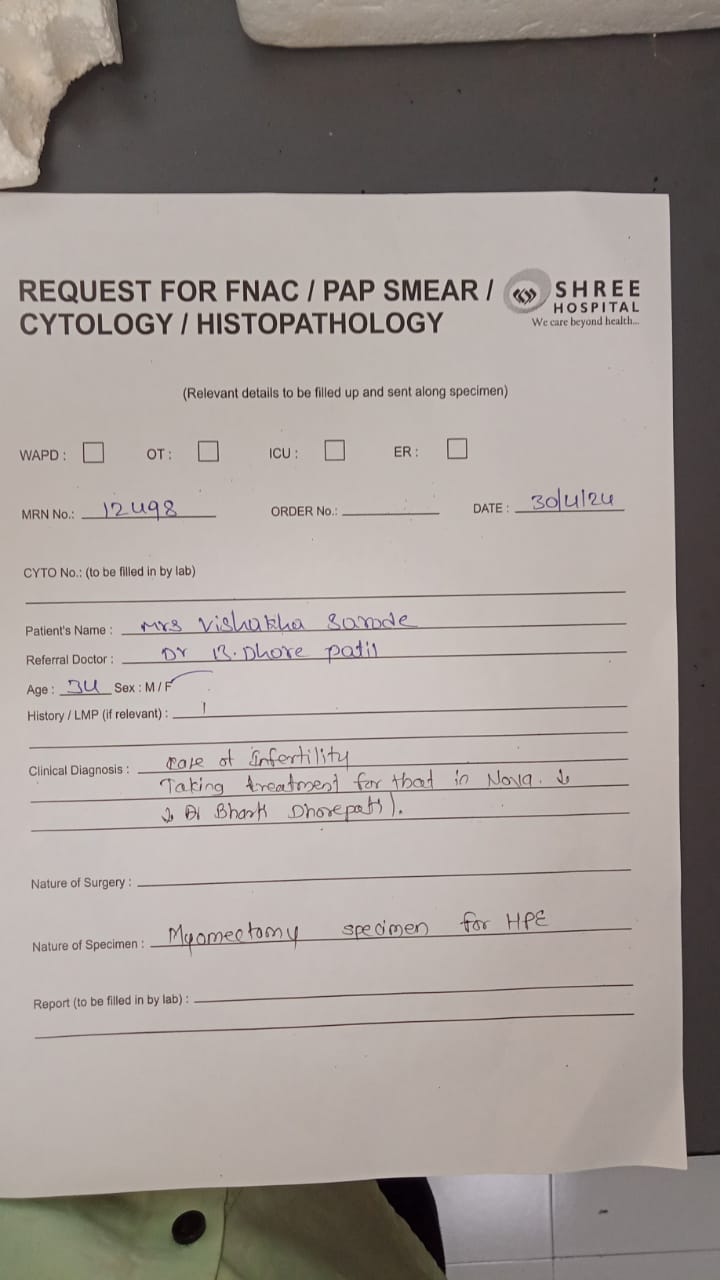 REQUEST FOR FNAC / PAP SMEAR /
CYTOLOGY / HISTOPATHOLOGY
SHREE
HOSPITAL
We care beyond health...
(Relevant details to be filled up and sent along specimen)
WAPD : OT : ICU : ER :
MRN No.: 12498 ORDER No.: DATE : 30/4/24
CYTO No.: (to be filled in by lab)
Patient's Name : Mrs Vishakha Sarode
Referral Doctor : Dr B. Dhore patil
Age : 34 Sex : M / F
History / LMP (if relevant) :
Clinical Diagnosis : case of Infertility
Taking treatment for that in Nova.
Dhorepatil).
Nature of Surgery :
Nature of Specimen : Myomectomy specimen for HPE
Report (to be filled in by lab) :